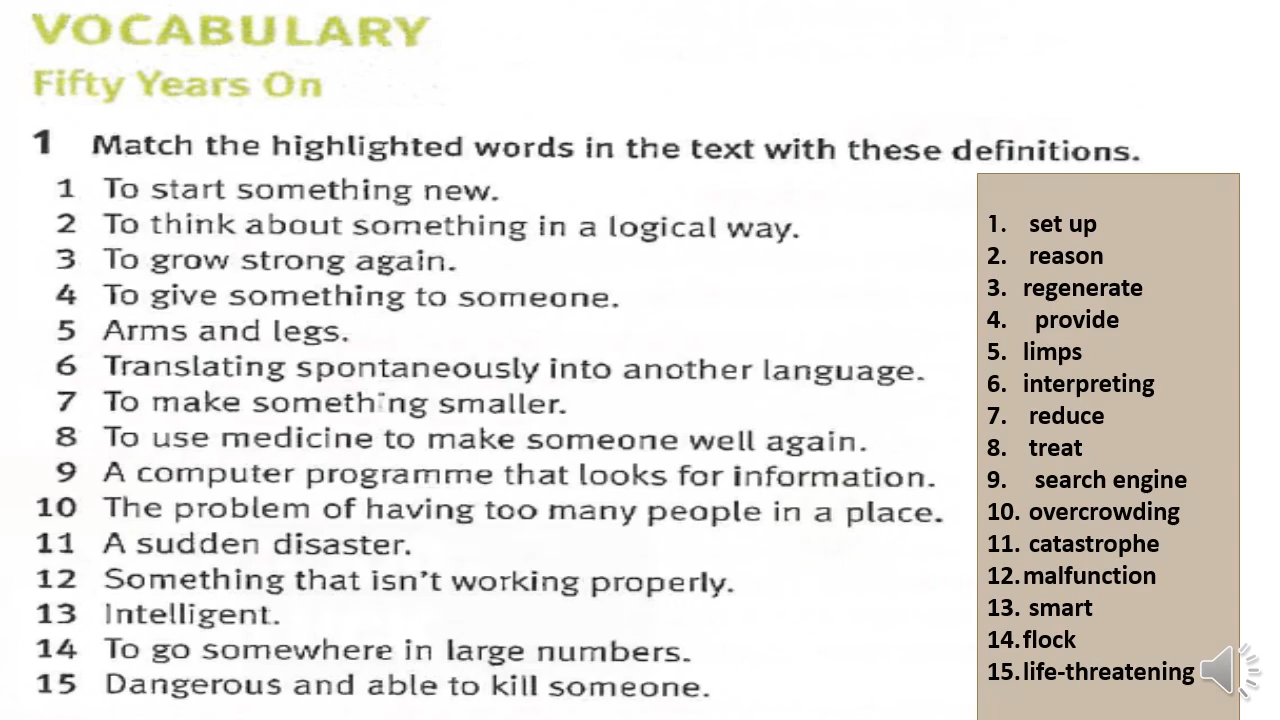 VOCABULARY
Fifty Years On
1 Match the highlighted words in the text with these definitions.
1 To start something new.
2 To think about something in a logical way.
3 To grow strong again.
4 To give something to someone.
5 Arms and legs.
6 Translating spontaneously into another language.
7 To make something smaller.
8 To use medicine to make someone well again.
9 A computer programme that looks for information.
10 The problem of having too many people in a place.
11 A sudden disaster.
12 Something that isn't working properly.
13 Intelligent.
14 To go somewhere in large numbers.
15 Dangerous and able to kill someone.
1. set up
2. reason
3. regenerate
4. provide
5. limps
6. interpreting
7. reduce
8. treat
9. search engine
10. overcrowding
11. catastrophe
12. malfunction
13. smart
14. flock
15. life-threatening